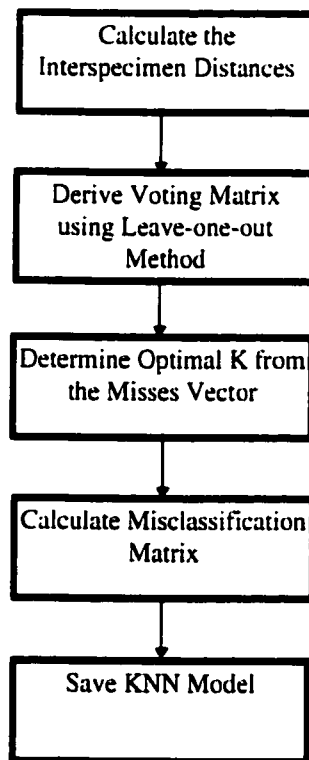 Calculate the
Interspecimen Distances
Derive Voting Matrix
using Leave-one-out
Method
Determine Optimal K from
the Misses Vector
Calculate Misclassification
Matrix
Save KNN Model